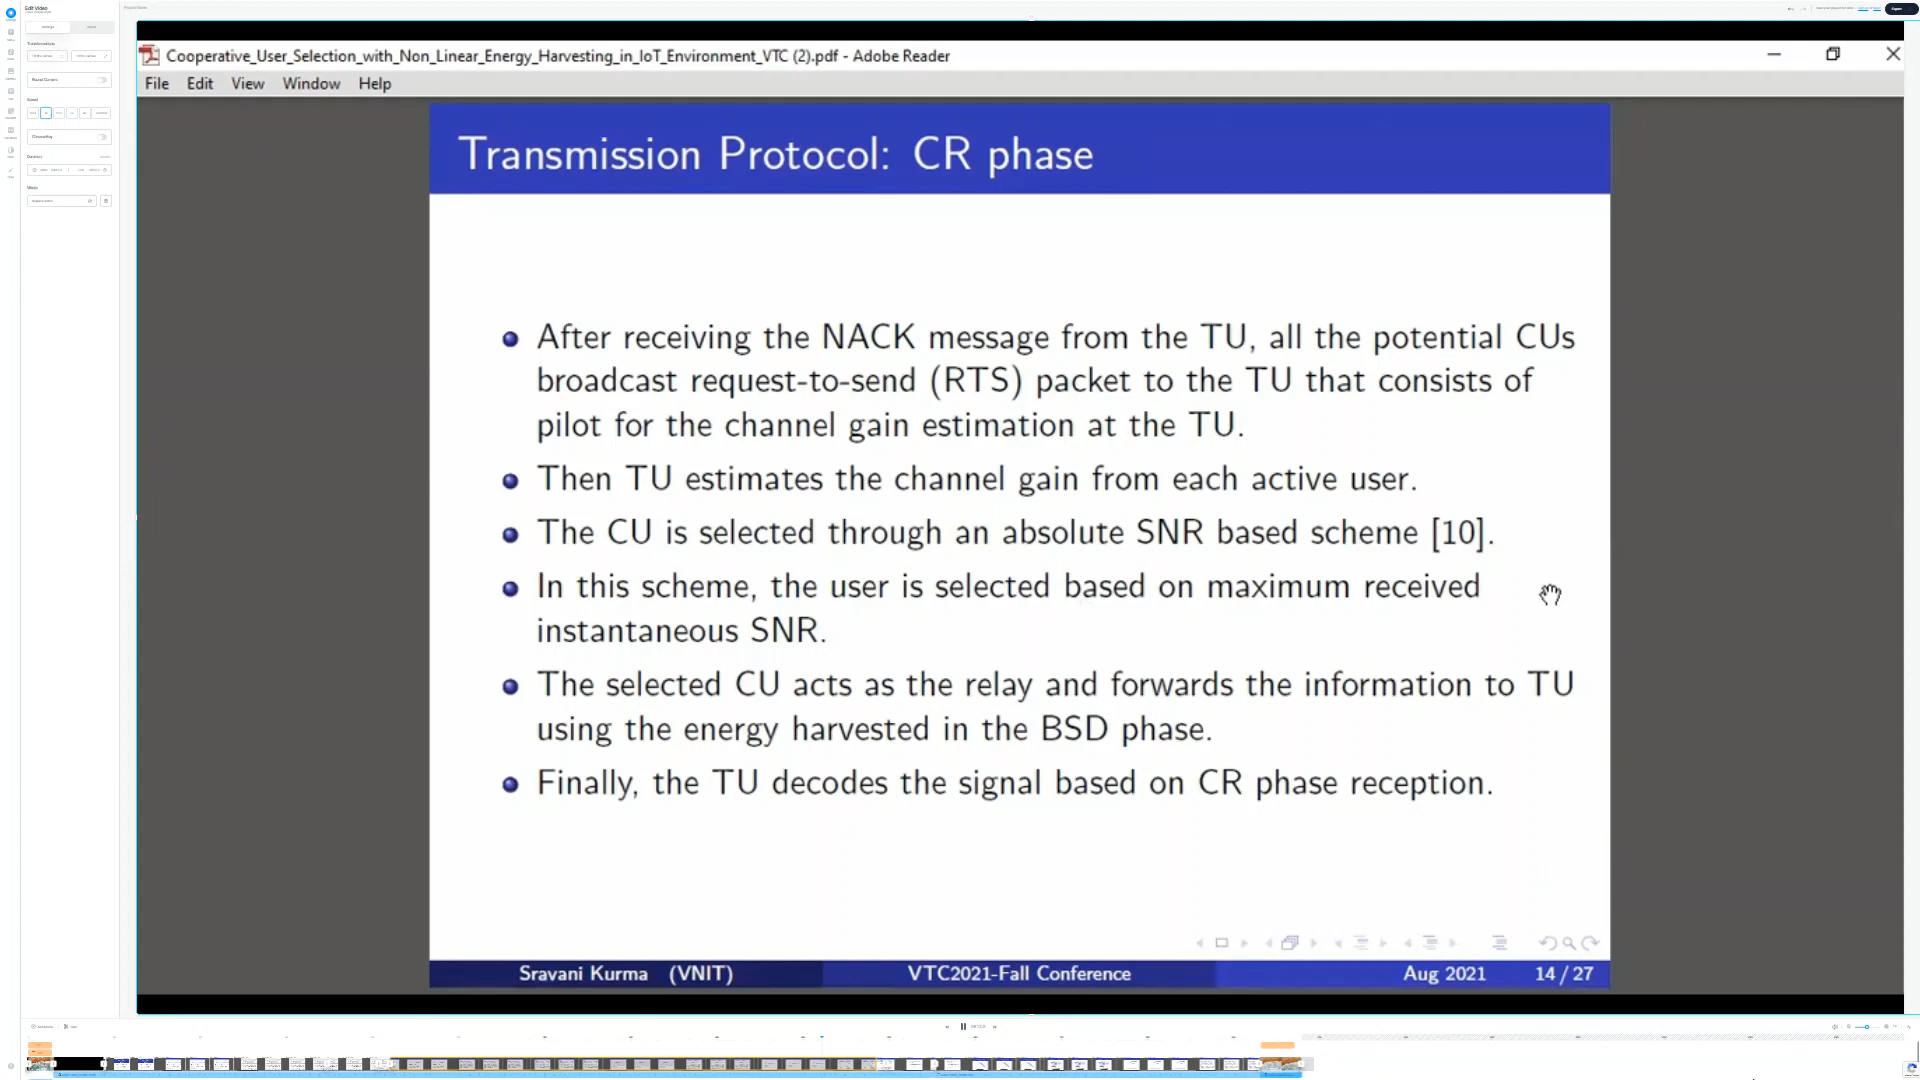 Edit Video
Cooperative_User_Selection_with_Non_Linear_Energy_Harvesting_in_IoT_Environment_VTC (2).pdf - Adobe Reader
File Edit View Window Help
Transmission Protocol: CR phase
After receiving the NACK message from the TU, all the potential CUs
broadcast request-to-send (RTS) packet to the TU that consists of
pilot for the channel gain estimation at the TU.
Then TU estimates the channel gain from each active user.
The CU is selected through an absolute SNR based scheme [10].
In this scheme, the user is selected based on maximum received
instantaneous SNR.
The selected CU acts as the relay and forwards the information to TU
using the energy harvested in the BSD phase.
Finally, the TU decodes the signal based on CR phase reception.
Sravani Kurma (VNIT) VTC2021-Fall Conference Aug 2021 14 / 27